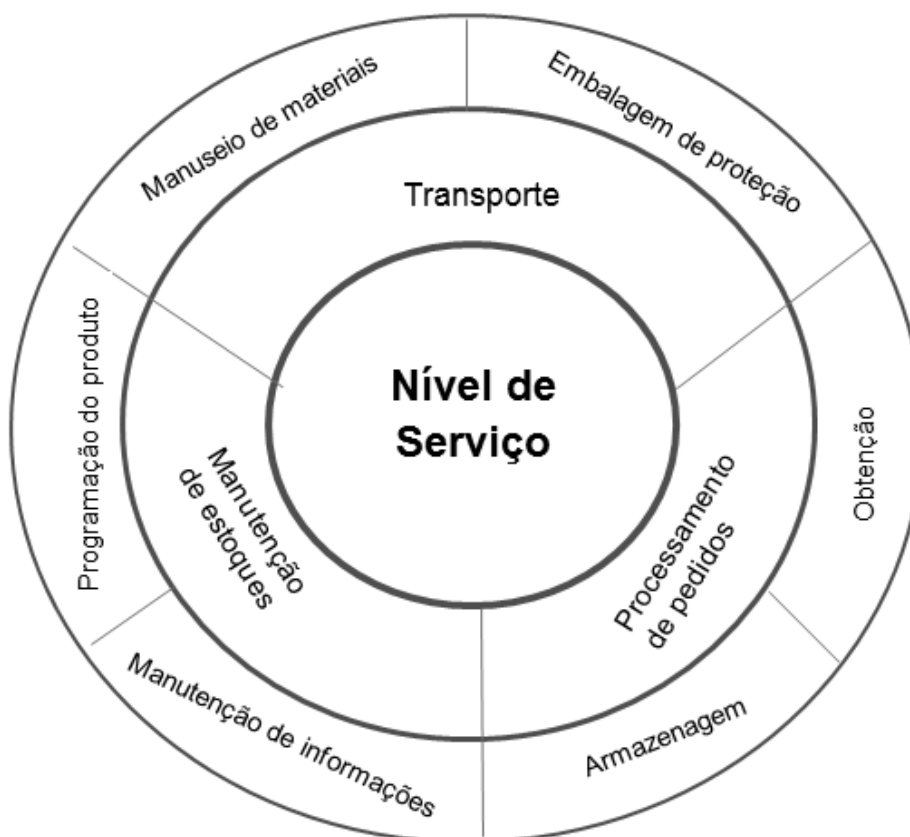 Manuseio de materiais
Embalagem de proteção
Transporte
Programação do produto
Nível de
Serviço
Obtenção
Manutenção
de estoques
Processamento
de pedidos
Manutenção de informações
Armazenagem